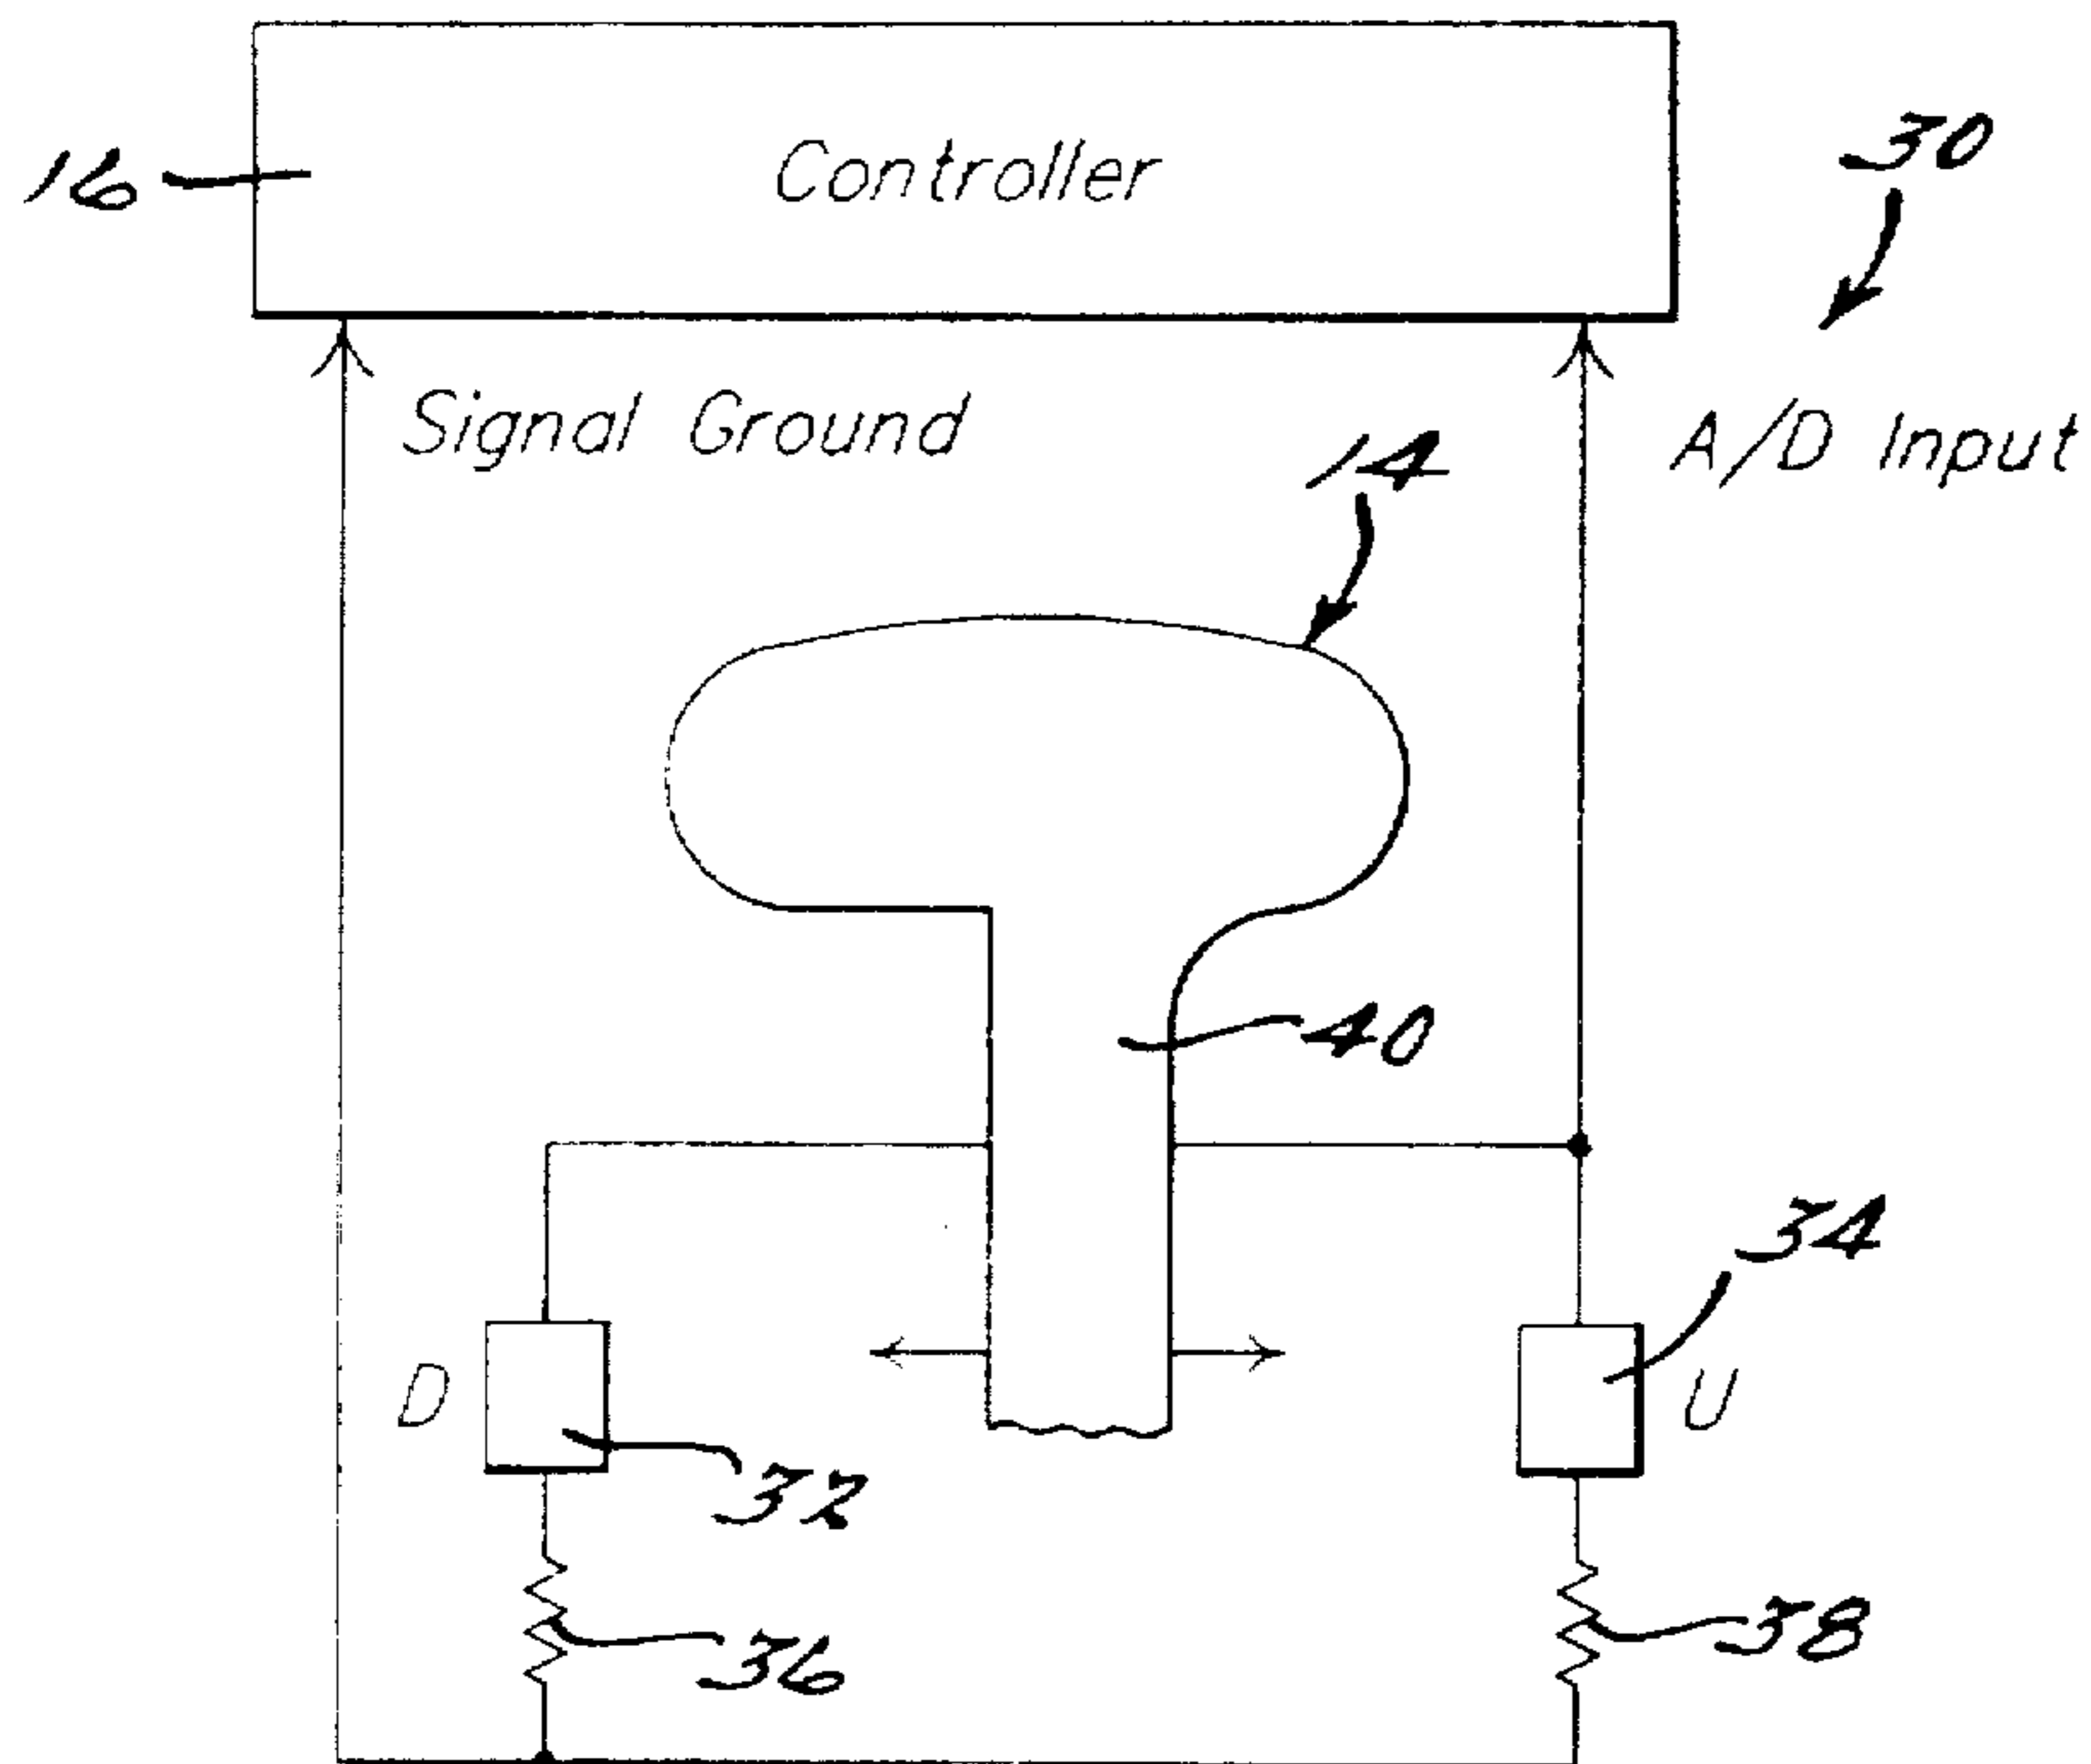 Controller
16
30
Signal Ground
A/D Input
14
40
34
D
U
32
36
38